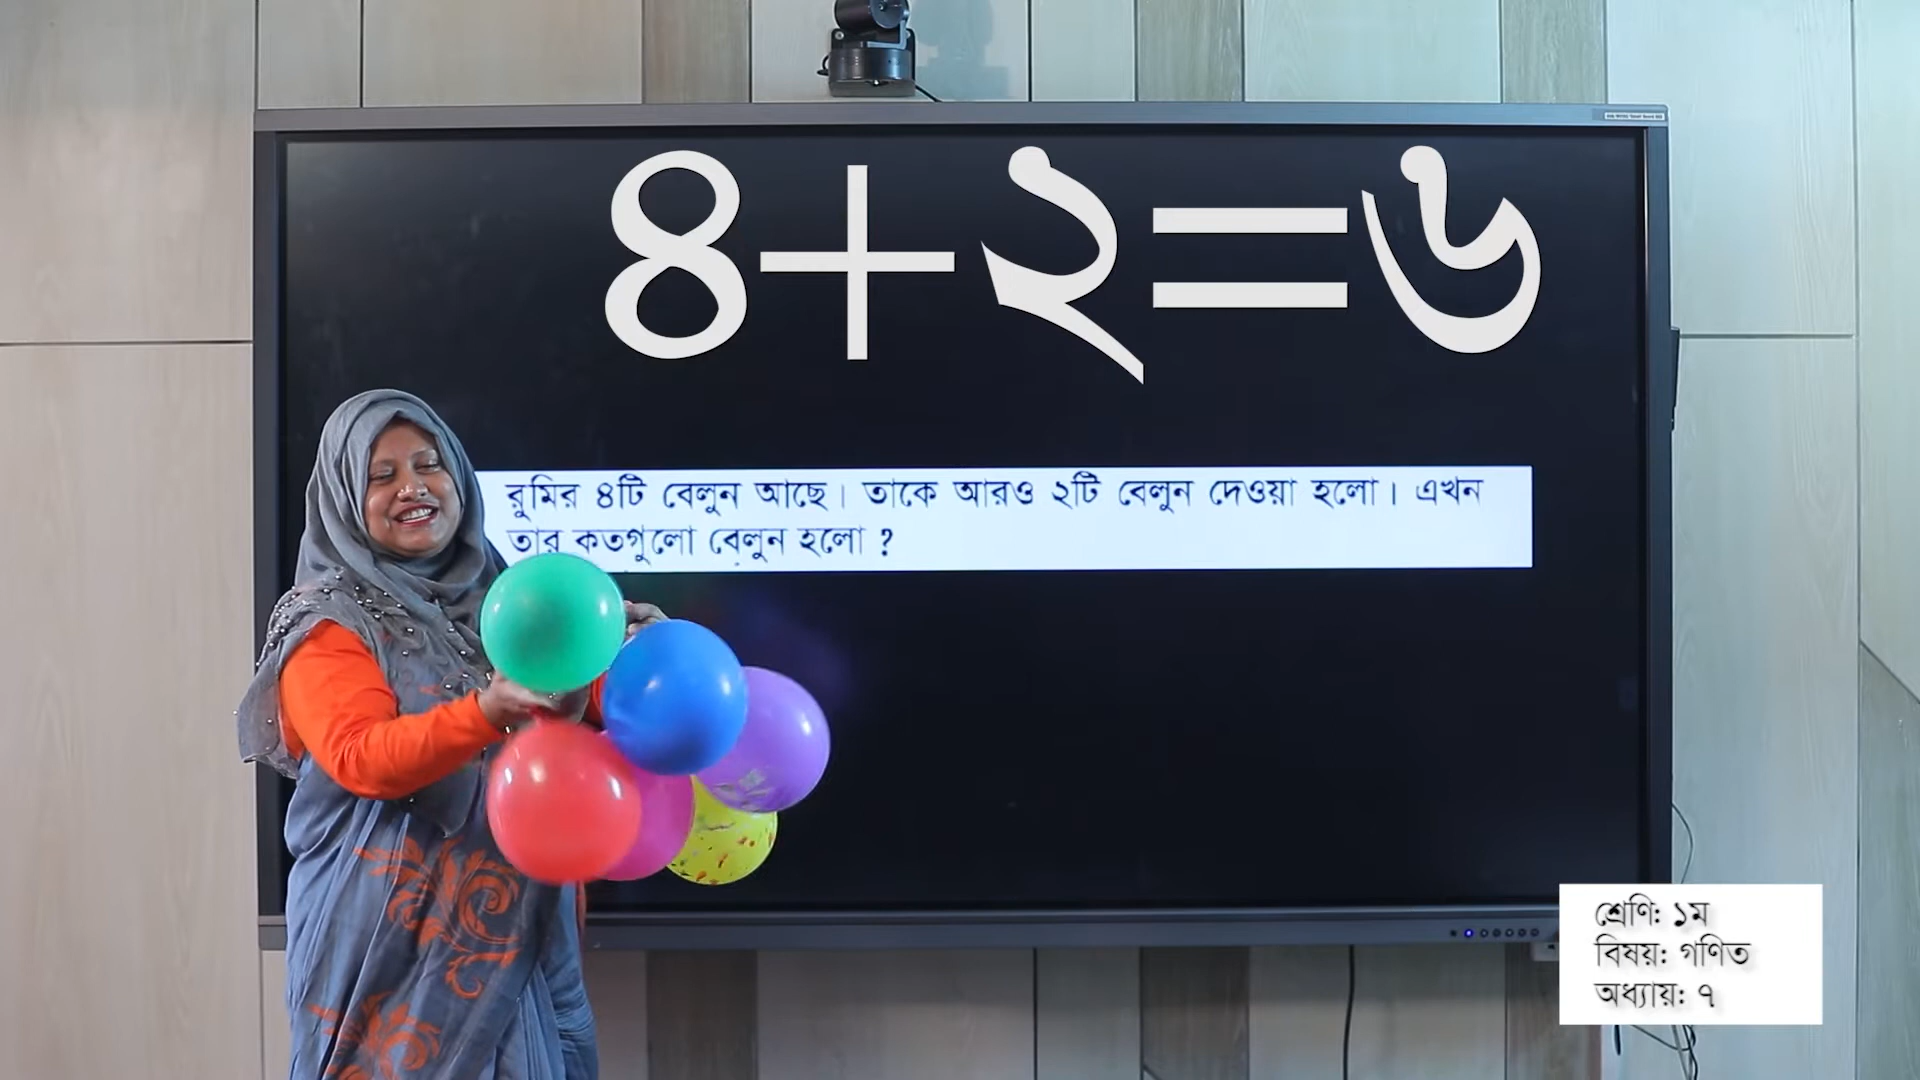 ৪+২=৬
রুমির ৪টি বেলুন আছে। তাকে আরও ২টি বেলুন দেওয়া হলো। এখন
তার কতগুলো বেলুন হলো ?
শ্রেণি: ১ম
বিষয়: গণিত
অধ্যায়: ৭